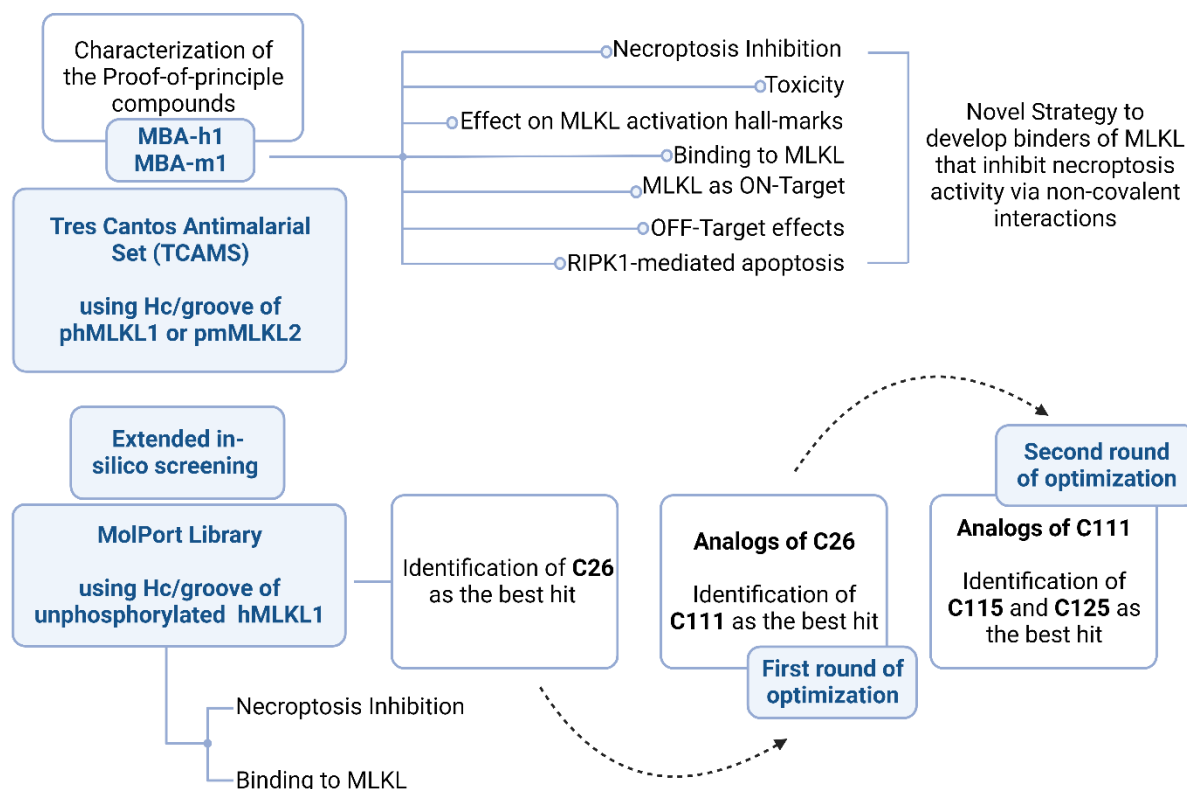 Characterization of
the Proof-of-principle
compounds
MBA-h1
MBA-m1
Tres Cantos Antimalarial
Set (TCAMS)
using Hc/groove of
phMLKL1 or pmMLKL2
Necroptosis Inhibition
Toxicity
Effect on MLKL activation hall-marks
Binding to MLKL
MLKL as ON-Target
OFF-Target effects
RIPK1-mediated apoptosis
Novel Strategy to
develop binders of MLKL
that inhibit necroptosis
activity via non-covalent
interactions
Extended in-
silico screening
MolPort Library
using Hc/groove of
unphosphorylated hMLKL1
Necroptosis Inhibition
Binding to MLKL
Identification of C26
as the best hit
Analogs of C26
Identification of
C111 as the best hit
First round of
optimization
Second round
of optimization
Analogs of C111
Identification of
C115 and C125 as
the best hit